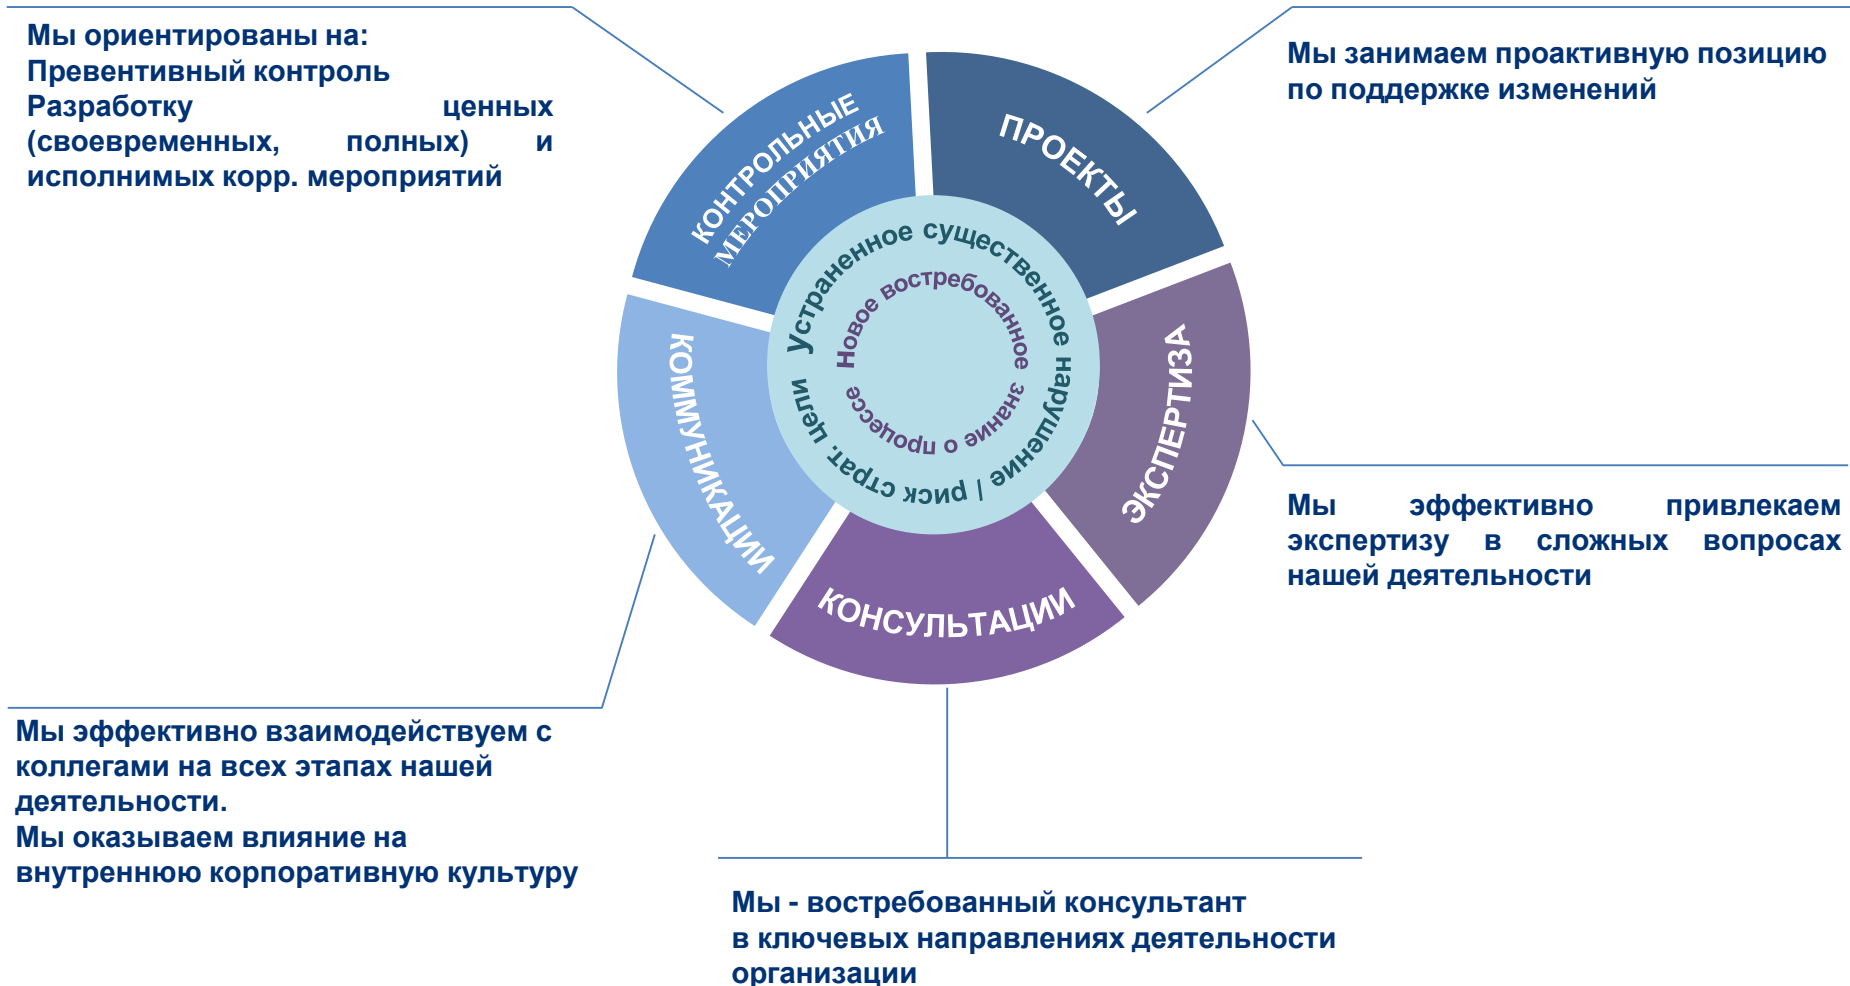 Мы ориентированы на:
Превентивный контроль
Разработку ценных
(своевременных, полных) и
исполнимых корр. мероприятий
Мы занимаем проактивную позицию
по поддержке изменений
КОНТРОЛЬНЫЕ
МЕРОПРИЯТИЯ
ПРОЕКТЫ
ЭКСПЕРТИЗА
КОНСУЛЬТАЦИИ
КОММУНИКАЦИИ
Устраненное существенное нарушение / риск страт. цели
Новое востребованное знание о процессе
Мы эффективно привлекаем
экспертизу в сложных вопросах
нашей деятельности
Мы эффективно взаимодействуем с
коллегами на всех этапах нашей
деятельности.
Мы оказываем влияние на
внутреннюю корпоративную культуру
Мы - востребованный консультант
в ключевых направлениях деятельности
организации